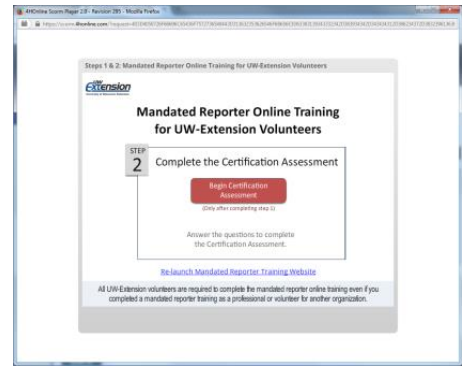 4HOnline Scorm Player 2.0 - Revision 285 - Mozilla Firefox
Steps 1 & 2: Mandated Reporter Online Training for UW-Extension Volunteers
UW
Extension
Mandated Reporter Online Training
for UW-Extension Volunteers
STEP
2
Complete the Certification Assessment
Begin Certification
Assessment
(Only after completing step 1)
Answer the questions to complete
the Certification Assessment.
Re-launch Mandated Reporter Training Website
All UW-Extension volunteers are required to complete the mandated reporter online training even if you
completed a mandated reporter training as a professional or volunteer for another organization.